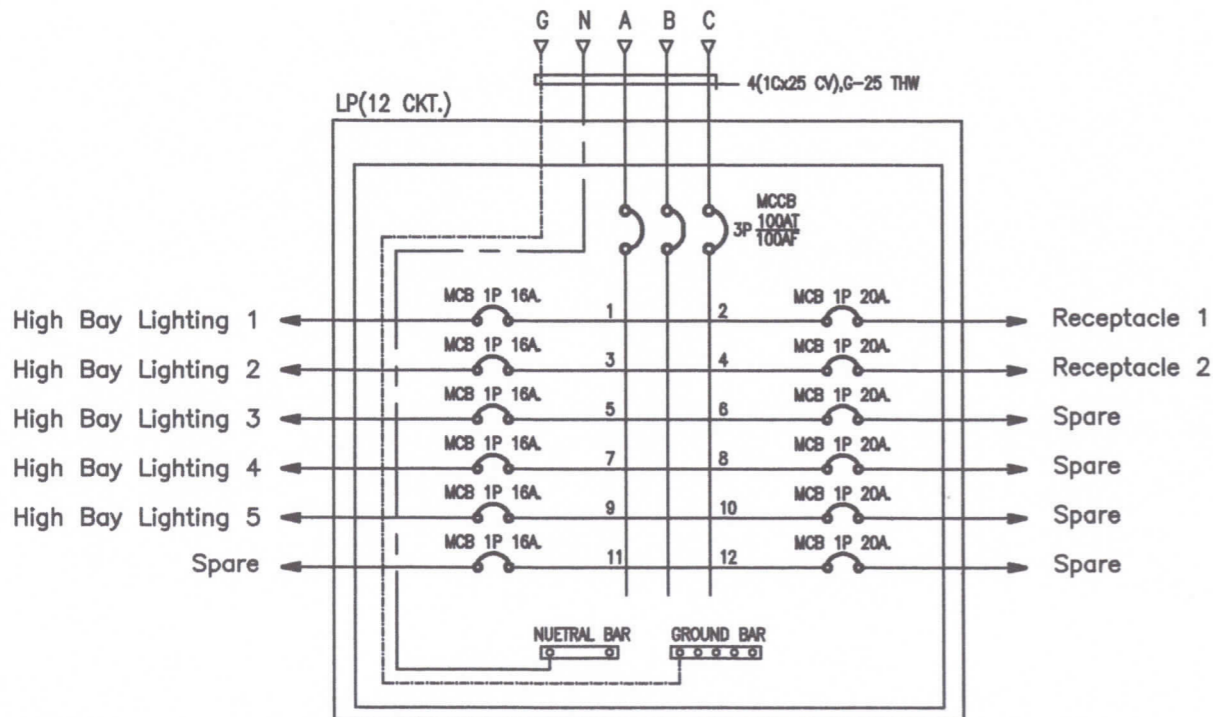 G N A B C
4(1Cx25 CV),G-25 THW
LP(12 CKT.)
MCCB
3P 100AT
100AF
MCB 1P 16A. MCB 1P 20A.
High Bay Lighting 1 1 2 Receptacle 1
MCB 1P 16A. MCB 1P 20A.
High Bay Lighting 2 3 4 Receptacle 2
MCB 1P 16A. MCB 1P 20A.
High Bay Lighting 3 5 6 Spare
MCB 1P 16A. MCB 1P 20A.
High Bay Lighting 4 7 8 Spare
MCB 1P 16A. MCB 1P 20A.
High Bay Lighting 5 9 10 Spare
MCB 1P 16A. MCB 1P 20A.
Spare 11 12 Spare
NUETRAL BAR GROUND BAR